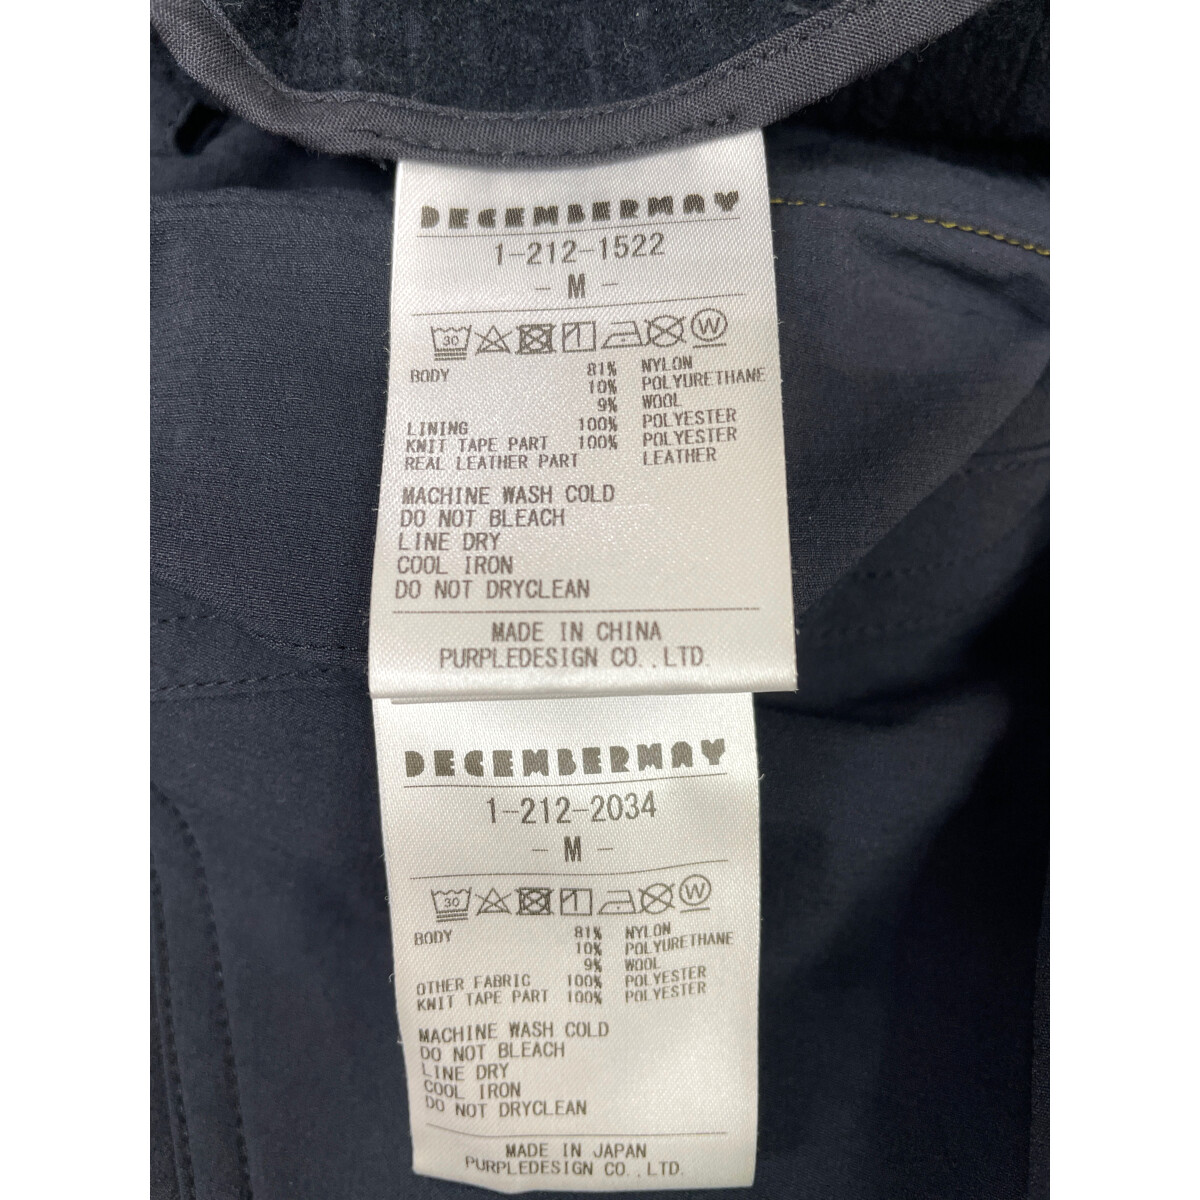 DECEMBERMAY
1-212-1522
- M -
30 W
BODY 81% NYLON
10% POLYURETHANE
9% WOOL
LINING 100% POLYESTER
KNIT TAPE PART 100% POLYESTER
REAL LEATHER PART LEATHER
MACHINE WASH COLD
DO NOT BLEACH
LINE DRY
COOL IRON
DO NOT DRYCLEAN
MADE IN CHINA
PURPLEDESIGN CO.,LTD.
DECEMBERMAY
1-212-2034
- M -
30 W
BODY 81% NYLON
10% POLYURETHANE
9% WOOL
OTHER FABRIC 100% POLYESTER
KNIT TAPE PART 100% POLYESTER
MACHINE WASH COLD
DO NOT BLEACH
LINE DRY
COOL IRON
DO NOT DRYCLEAN
MADE IN JAPAN
PURPLEDESIGN CO.,LTD.